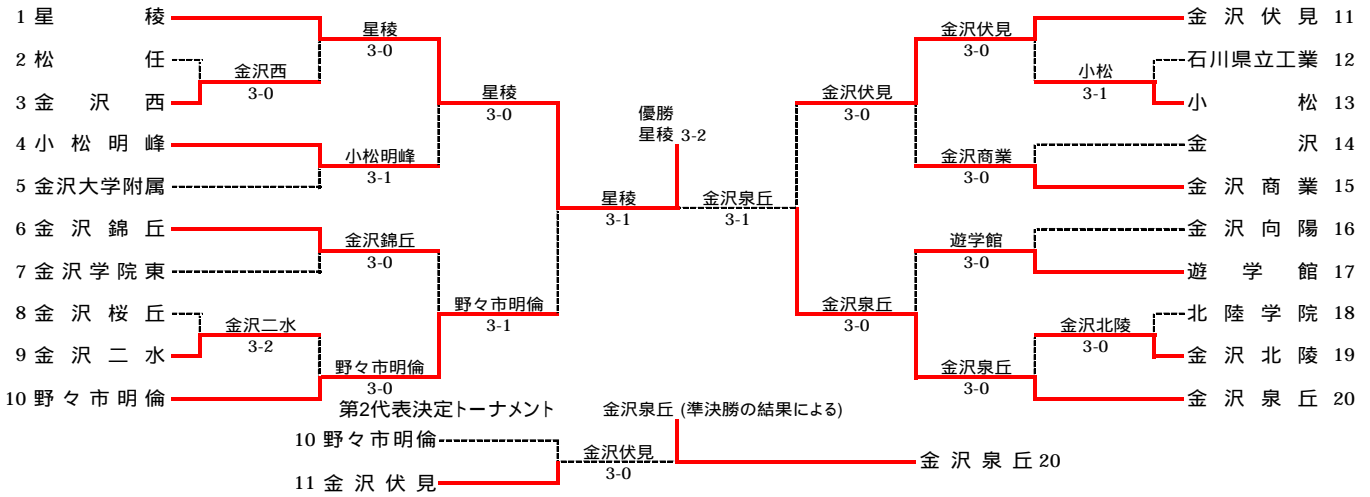 1 星稜
2 松任
3 金沢西
4 小松明峰
5 金沢大学附属
6 金沢錦丘
7 金沢学院東
8 金沢桜丘
9 金沢二水
10 野々市明倫
金沢西
3-0
星稜
3-0
小松明峰
3-1
金沢錦丘
3-0
金沢二水
3-2
野々市明倫
3-0
星稜
3-0
野々市明倫
3-1
星稜
3-1
優勝
星稜 3-2
金沢泉丘
3-1
金沢伏見
3-0
金沢泉丘
3-0
金沢伏見
3-0
金沢商業
3-0
遊学館
3-0
金沢泉丘
3-0
小松
3-1
金沢北陵
3-0
金沢伏見 11
石川県立工業 12
小松 13
金沢 14
金沢商業 15
金沢向陽 16
遊学館 17
北陸学院 18
金沢北陵 19
金沢泉丘 20
第2代表決定トーナメント
金沢泉丘 (準決勝の結果による)
10 野々市明倫
11 金沢伏見
金沢伏見
3-0
金沢泉丘 20